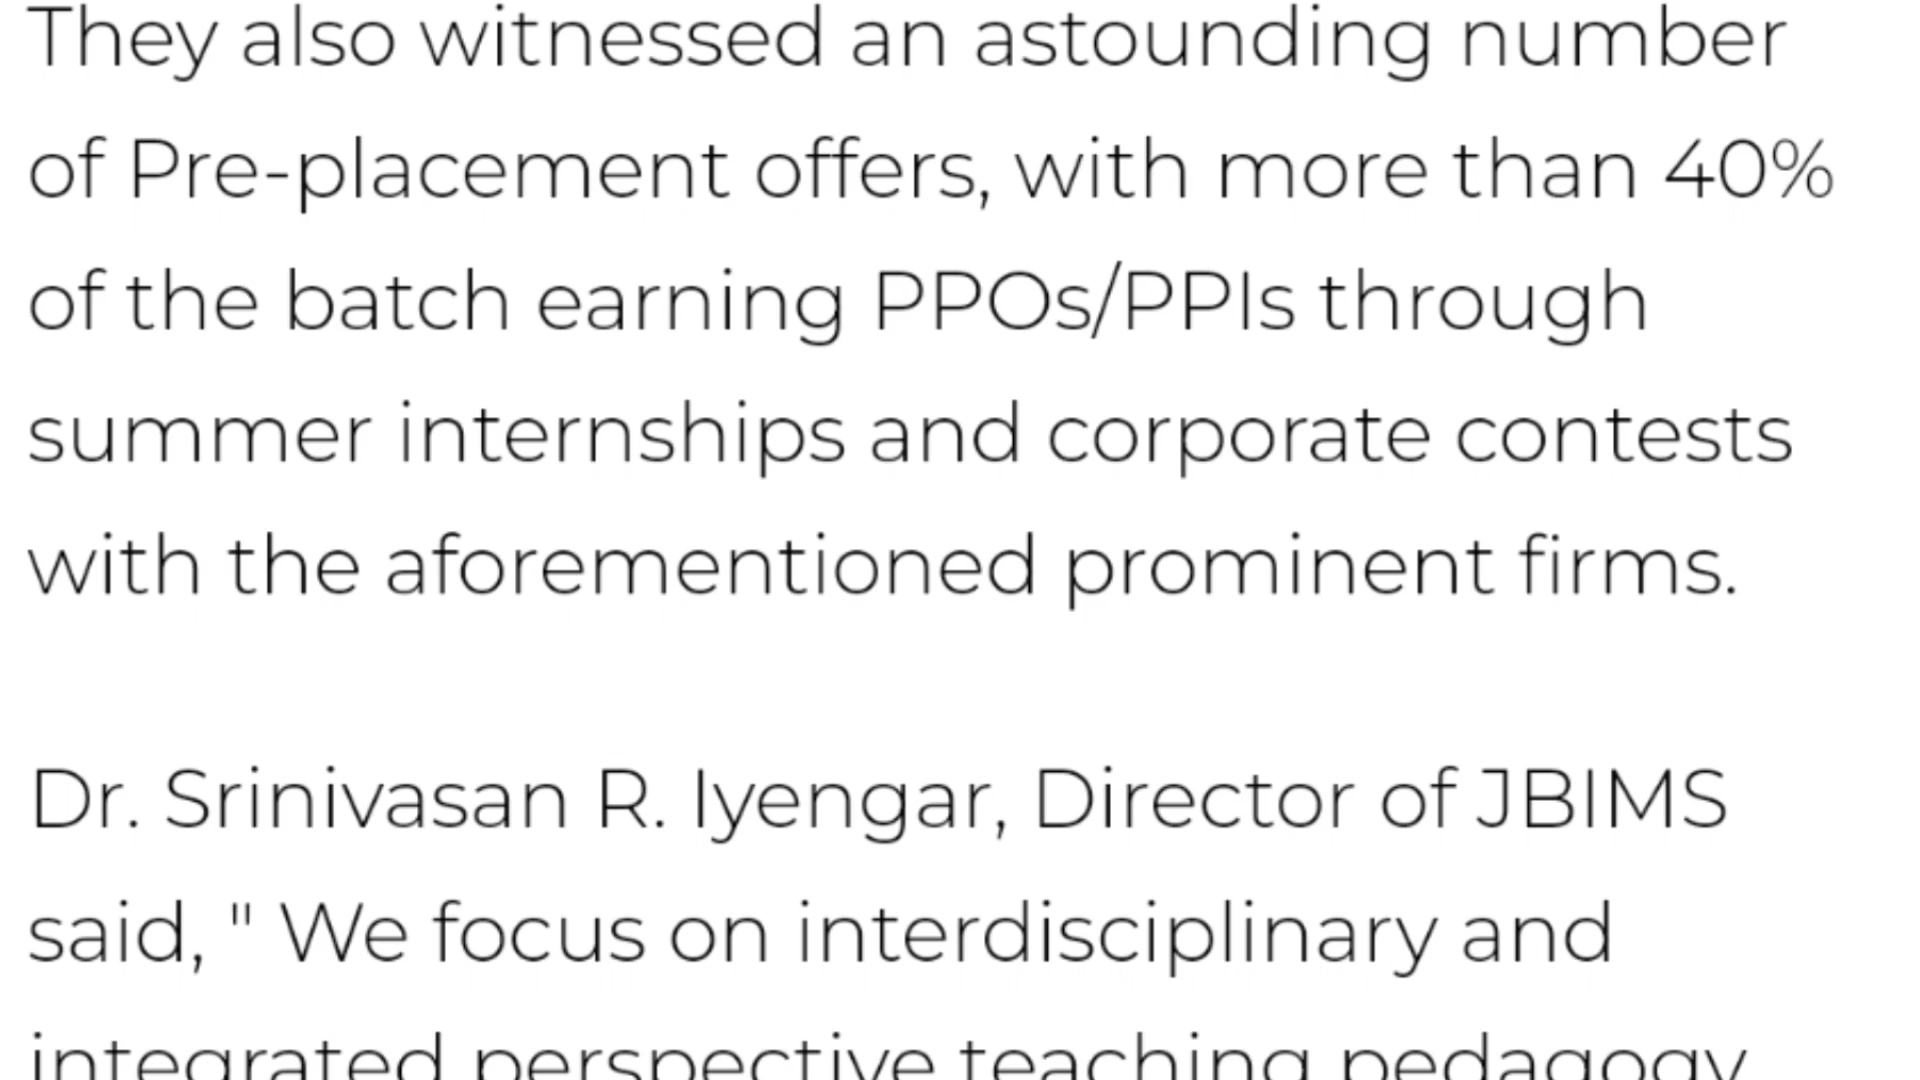 They also witnessed an astounding number
of Pre-placement offers, with more than 40%
of the batch earning PPOs/PPIs through
summer internships and corporate contests
with the aforementioned prominent firms.
Dr. Srinivasan R. Iyengar, Director of JBIMS
said, " We focus on interdisciplinary and
integrated perspective teaching pedagogy